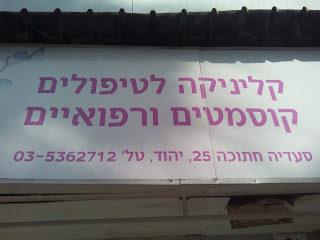 קליניקה לטיפולים
קוסמטים ורפואיים
סעדיה חתוכה 25, יהוד, טל' 03-5362712